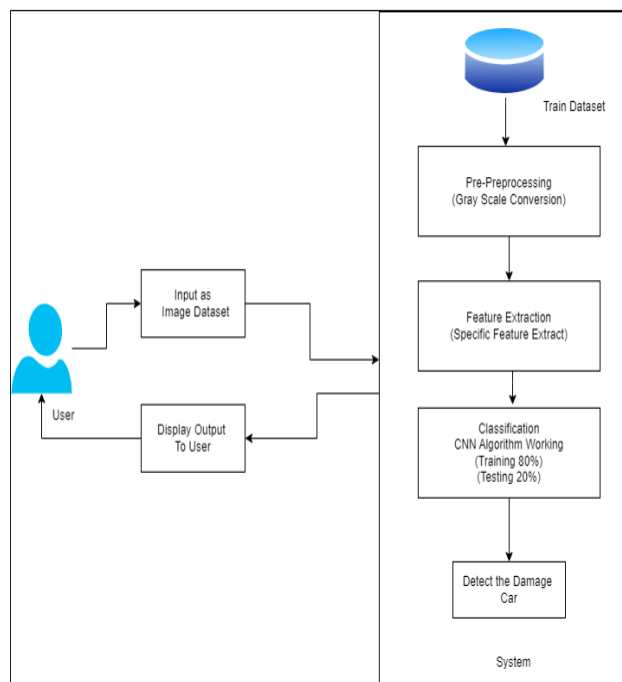 Train Dataset
Pre-Preprocessing
(Gray Scale Conversion)
Input as
Image Dataset
Feature Extraction
(Specific Feature Extract)
User
Display Output
To User
Classification
CNN Algorithm Working
(Training 80%)
(Testing 20%)
Detect the Damage
Car
System